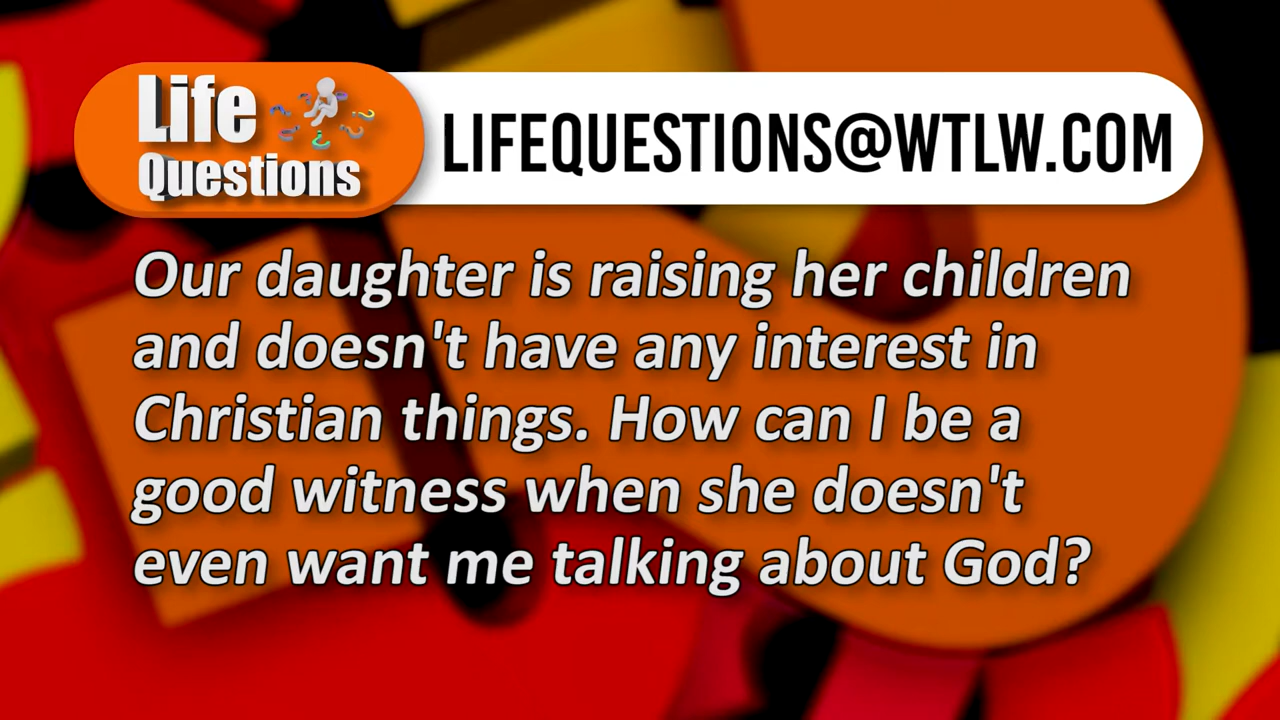 Life
Questions
LIFEQUESTIONS@WTLW.COM
Our daughter is raising her children
and doesn't have any interest in
Christian things. How can I be a
good witness when she doesn't
even want me talking about God?